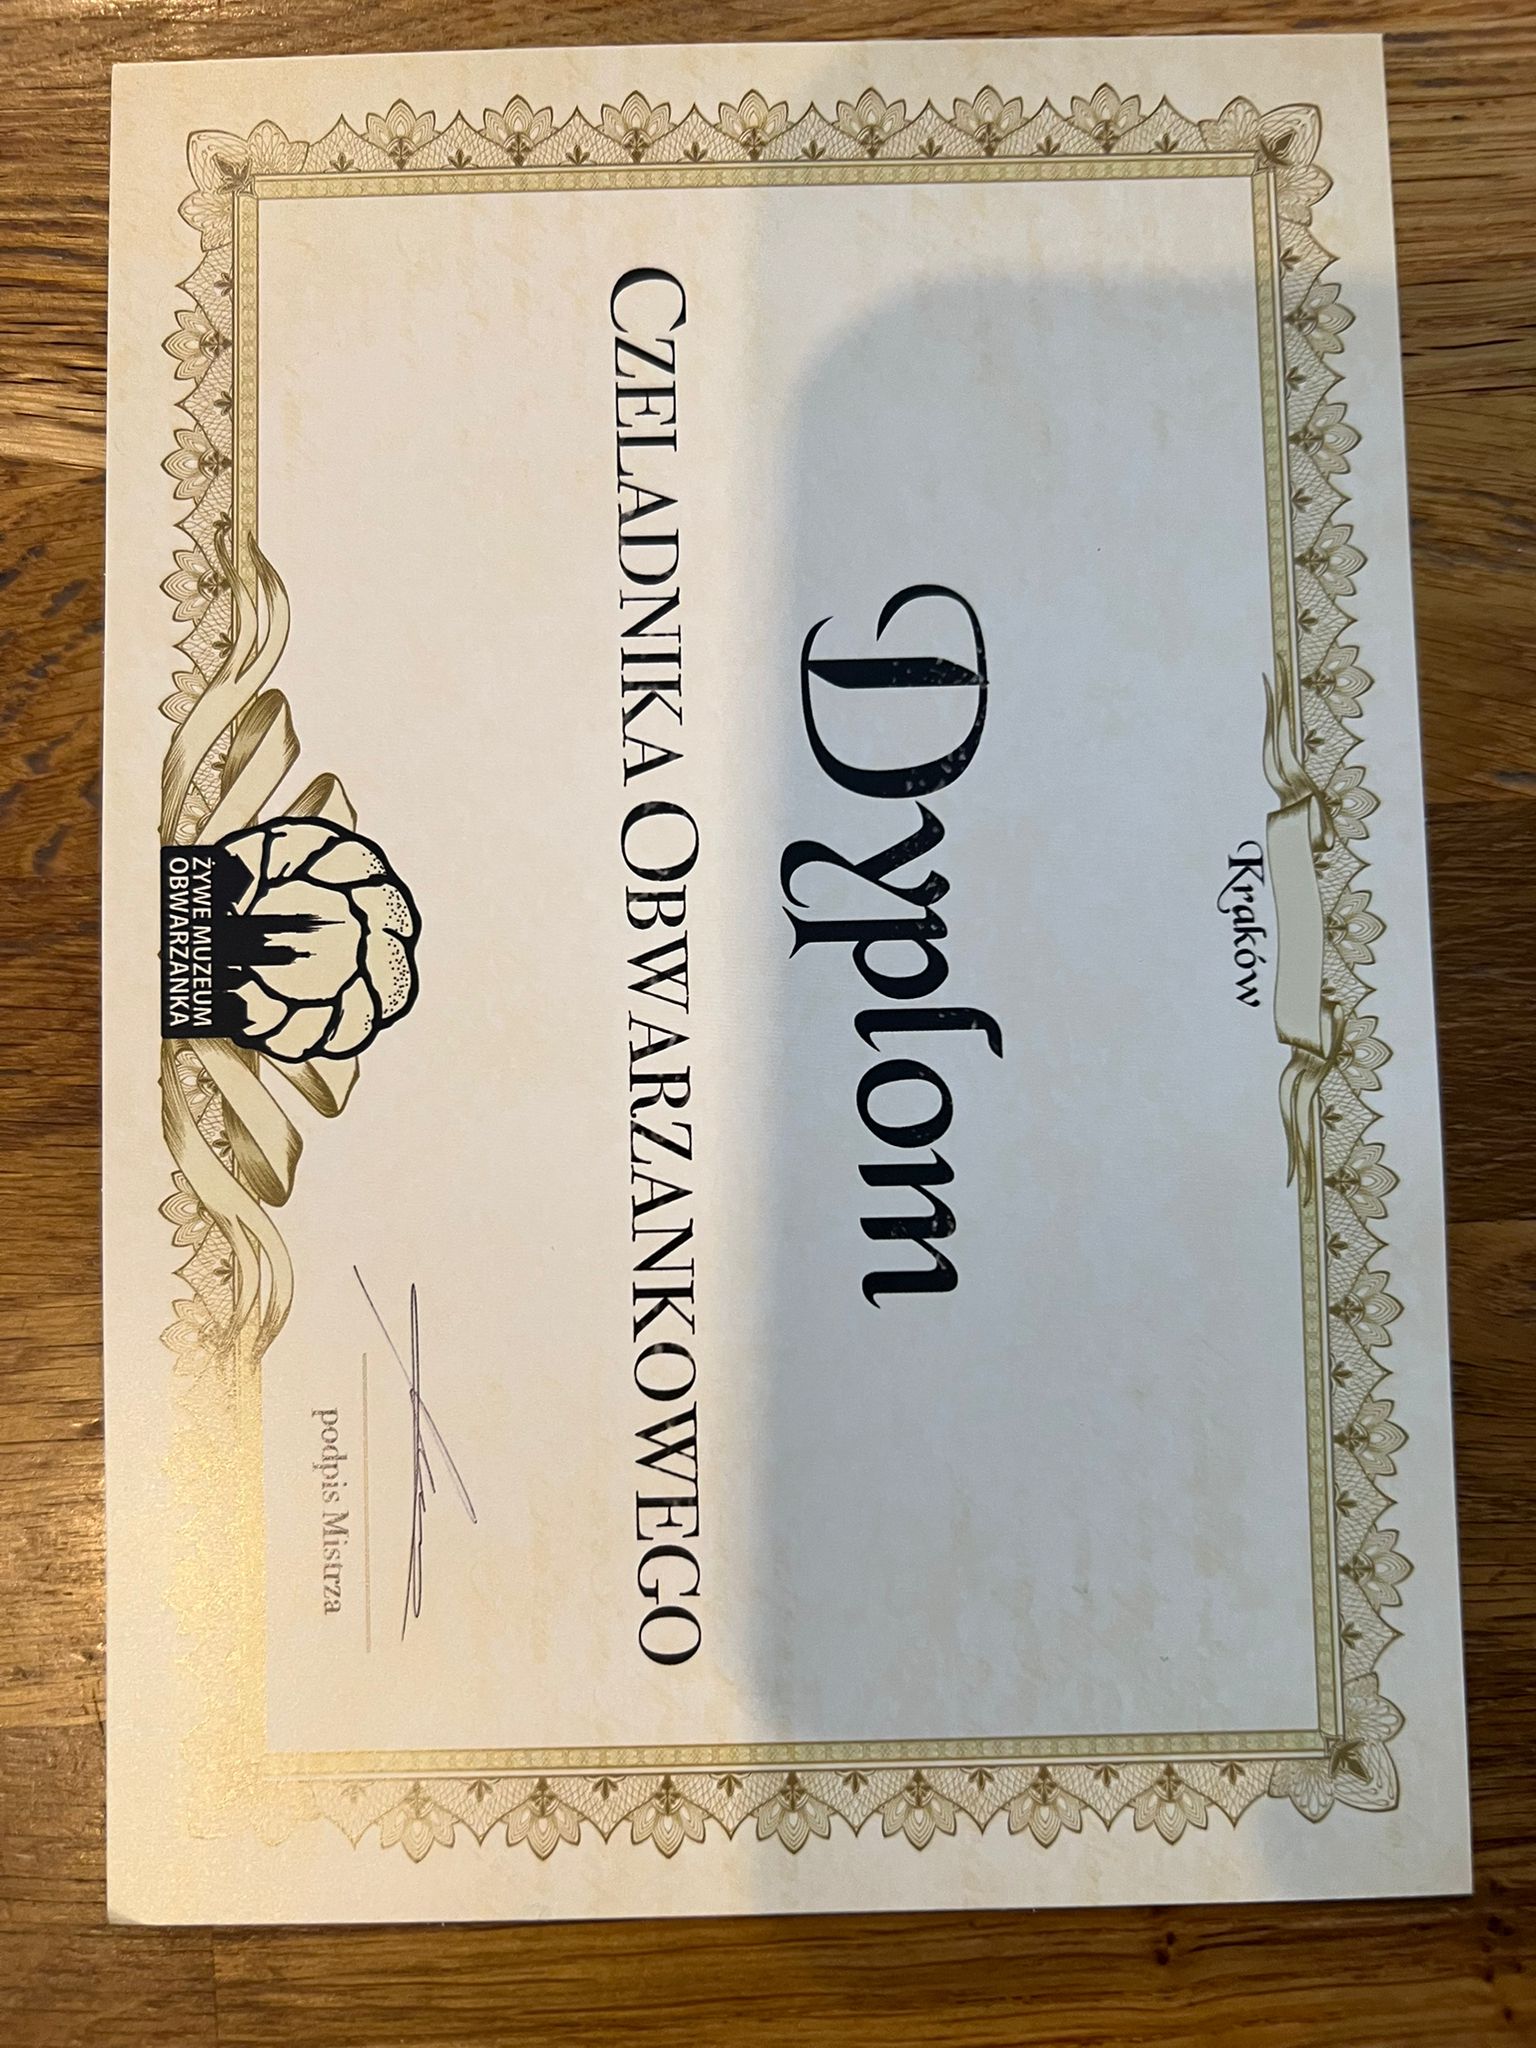 Kraków
Dyplom
CZELADNIKA OBWARZANKOWEGO
podpis Mistrza
ŻYWE MUZEUM
OBWARZANKA